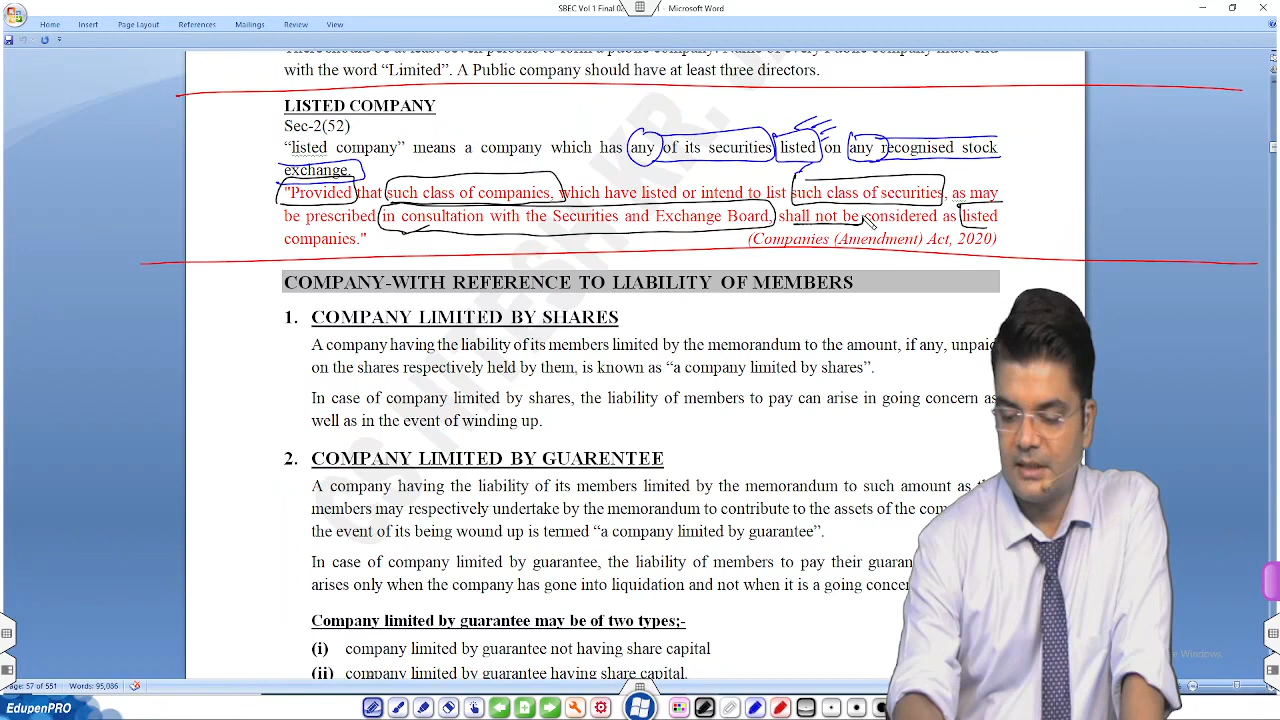 SBEC Vol 1 Final 0
1 - Microsoft Word
Home Insert Page Layout References Mailings Review View
with the word “Limited”. A Public company should have at least three directors.
LISTED COMPANY
Sec-2(52)
“listed company” means a company which has any of its securities listed on any recognised stock
exchange.
"Provided that such class of companies, which have listed or intend to list such class of securities, as may
be prescribed in consultation with the Securities and Exchange Board, shall not be considered as listed
companies." (Companies (Amendment) Act, 2020)
COMPANY-WITH REFERENCE TO LIABILITY OF MEMBERS
1. COMPANY LIMITED BY SHARES
A company having the liability of its members limited by the memorandum to the amount, if any, unpaid
on the shares respectively held by them, is known as “a company limited by shares”.
In case of company limited by shares, the liability of members to pay can arise in going concern as
well as in the event of winding up.
2. COMPANY LIMITED BY GUARENTEE
A company having the liability of its members limited by the memorandum to such amount as
members may respectively undertake by the memorandum to contribute to the assets of the
the event of its being wound up is termed “a company limited by guarantee”.
In case of company limited by guarantee, the liability of members to pay their
arises only when the company has gone into liquidation and not when it is a going
Company limited by guarantee may be of two types;-
(i) company limited by guarantee not having share capital
(ii) company limited by guarantee having share capital.
Page: 57 of 551 Words: 95,086
EdupenPRO